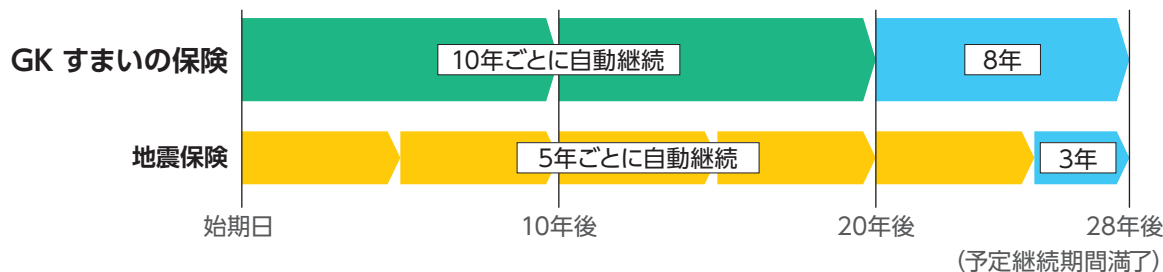 GK すまいの保険
10年ごとに自動継続
8年
地震保険
5年ごとに自動継続
3年
始期日
10年後
20年後
28年後
(予定継続期間満了)